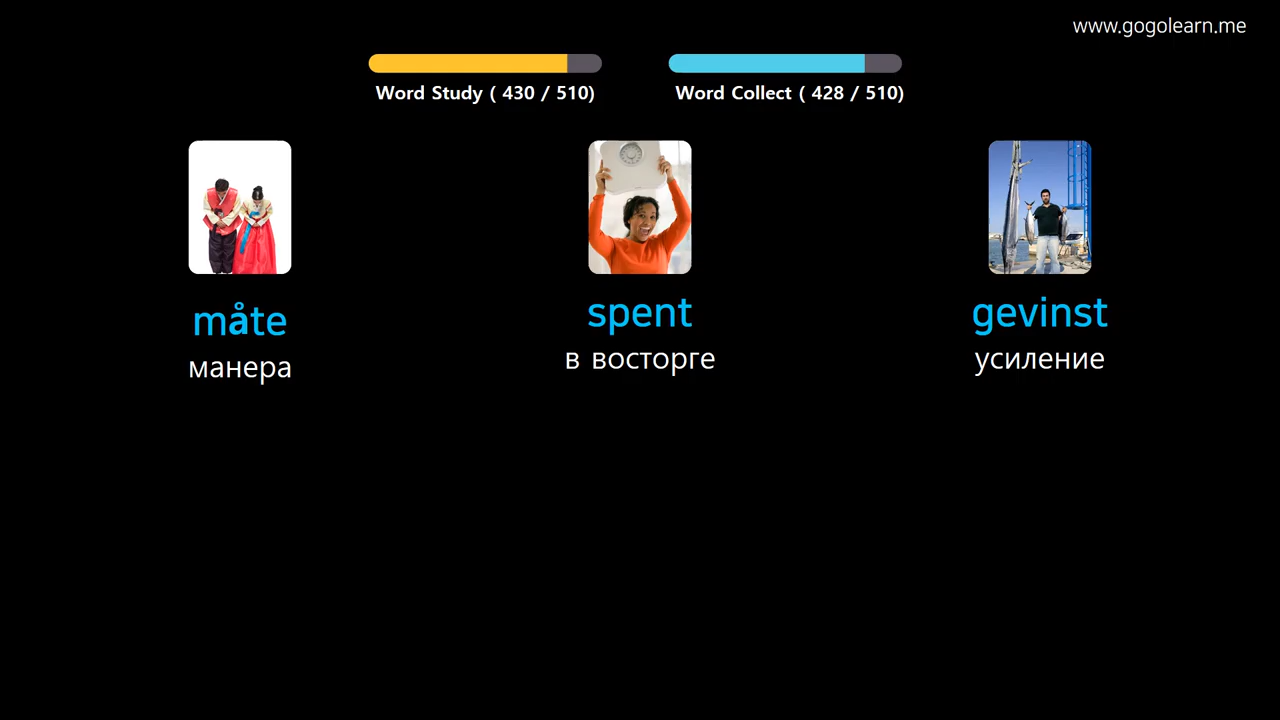 www.gogolearn.me
Word Study ( 430 / 510)
Word Collect ( 428 / 510)
måte
манера
spent
в восторге
gevinst
усиление